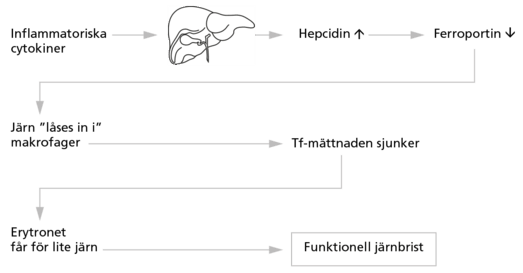 Inflammatoriska
cytokiner
Hepcidin ↑
Ferroportin ↓
Järn ”låses in i”
makrofager
Tf-mättnaden sjunker
Erytronet
får för lite järn
Funktionell järnbrist